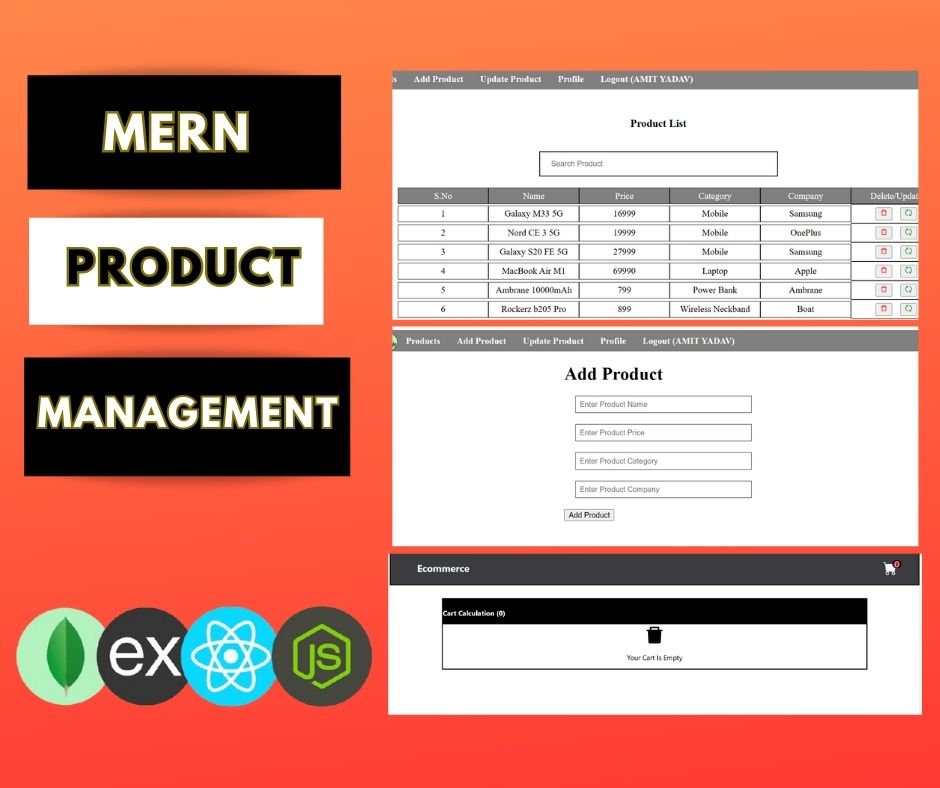 MERN
PRODUCT
MANAGEMENT
ex
JS
ts Add Product Update Product Profile Logout (AMIT YADAV)
Product List
Search Product
S.No Name Price Category Company Delete/Updat
1 Galaxy M33 5G 16999 Mobile Samsung
2 Nord CE 3 5G 19999 Mobile OnePlus
3 Galaxy S20 FE 5G 27999 Mobile Samsung
4 MacBook Air M1 69990 Laptop Apple
5 Ambrane 10000mAh 799 Power Bank Ambrane
6 Rockerz b205 Pro 899 Wireless Neckband Boat
Products Add Product Update Product Profile Logout (AMIT YADAV)
Add Product
Enter Product Name
Enter Product Price
Enter Product Category
Enter Product Company
Add Product
Ecommerce 0
Cart Calculation (0)
Your Cart Is Empty